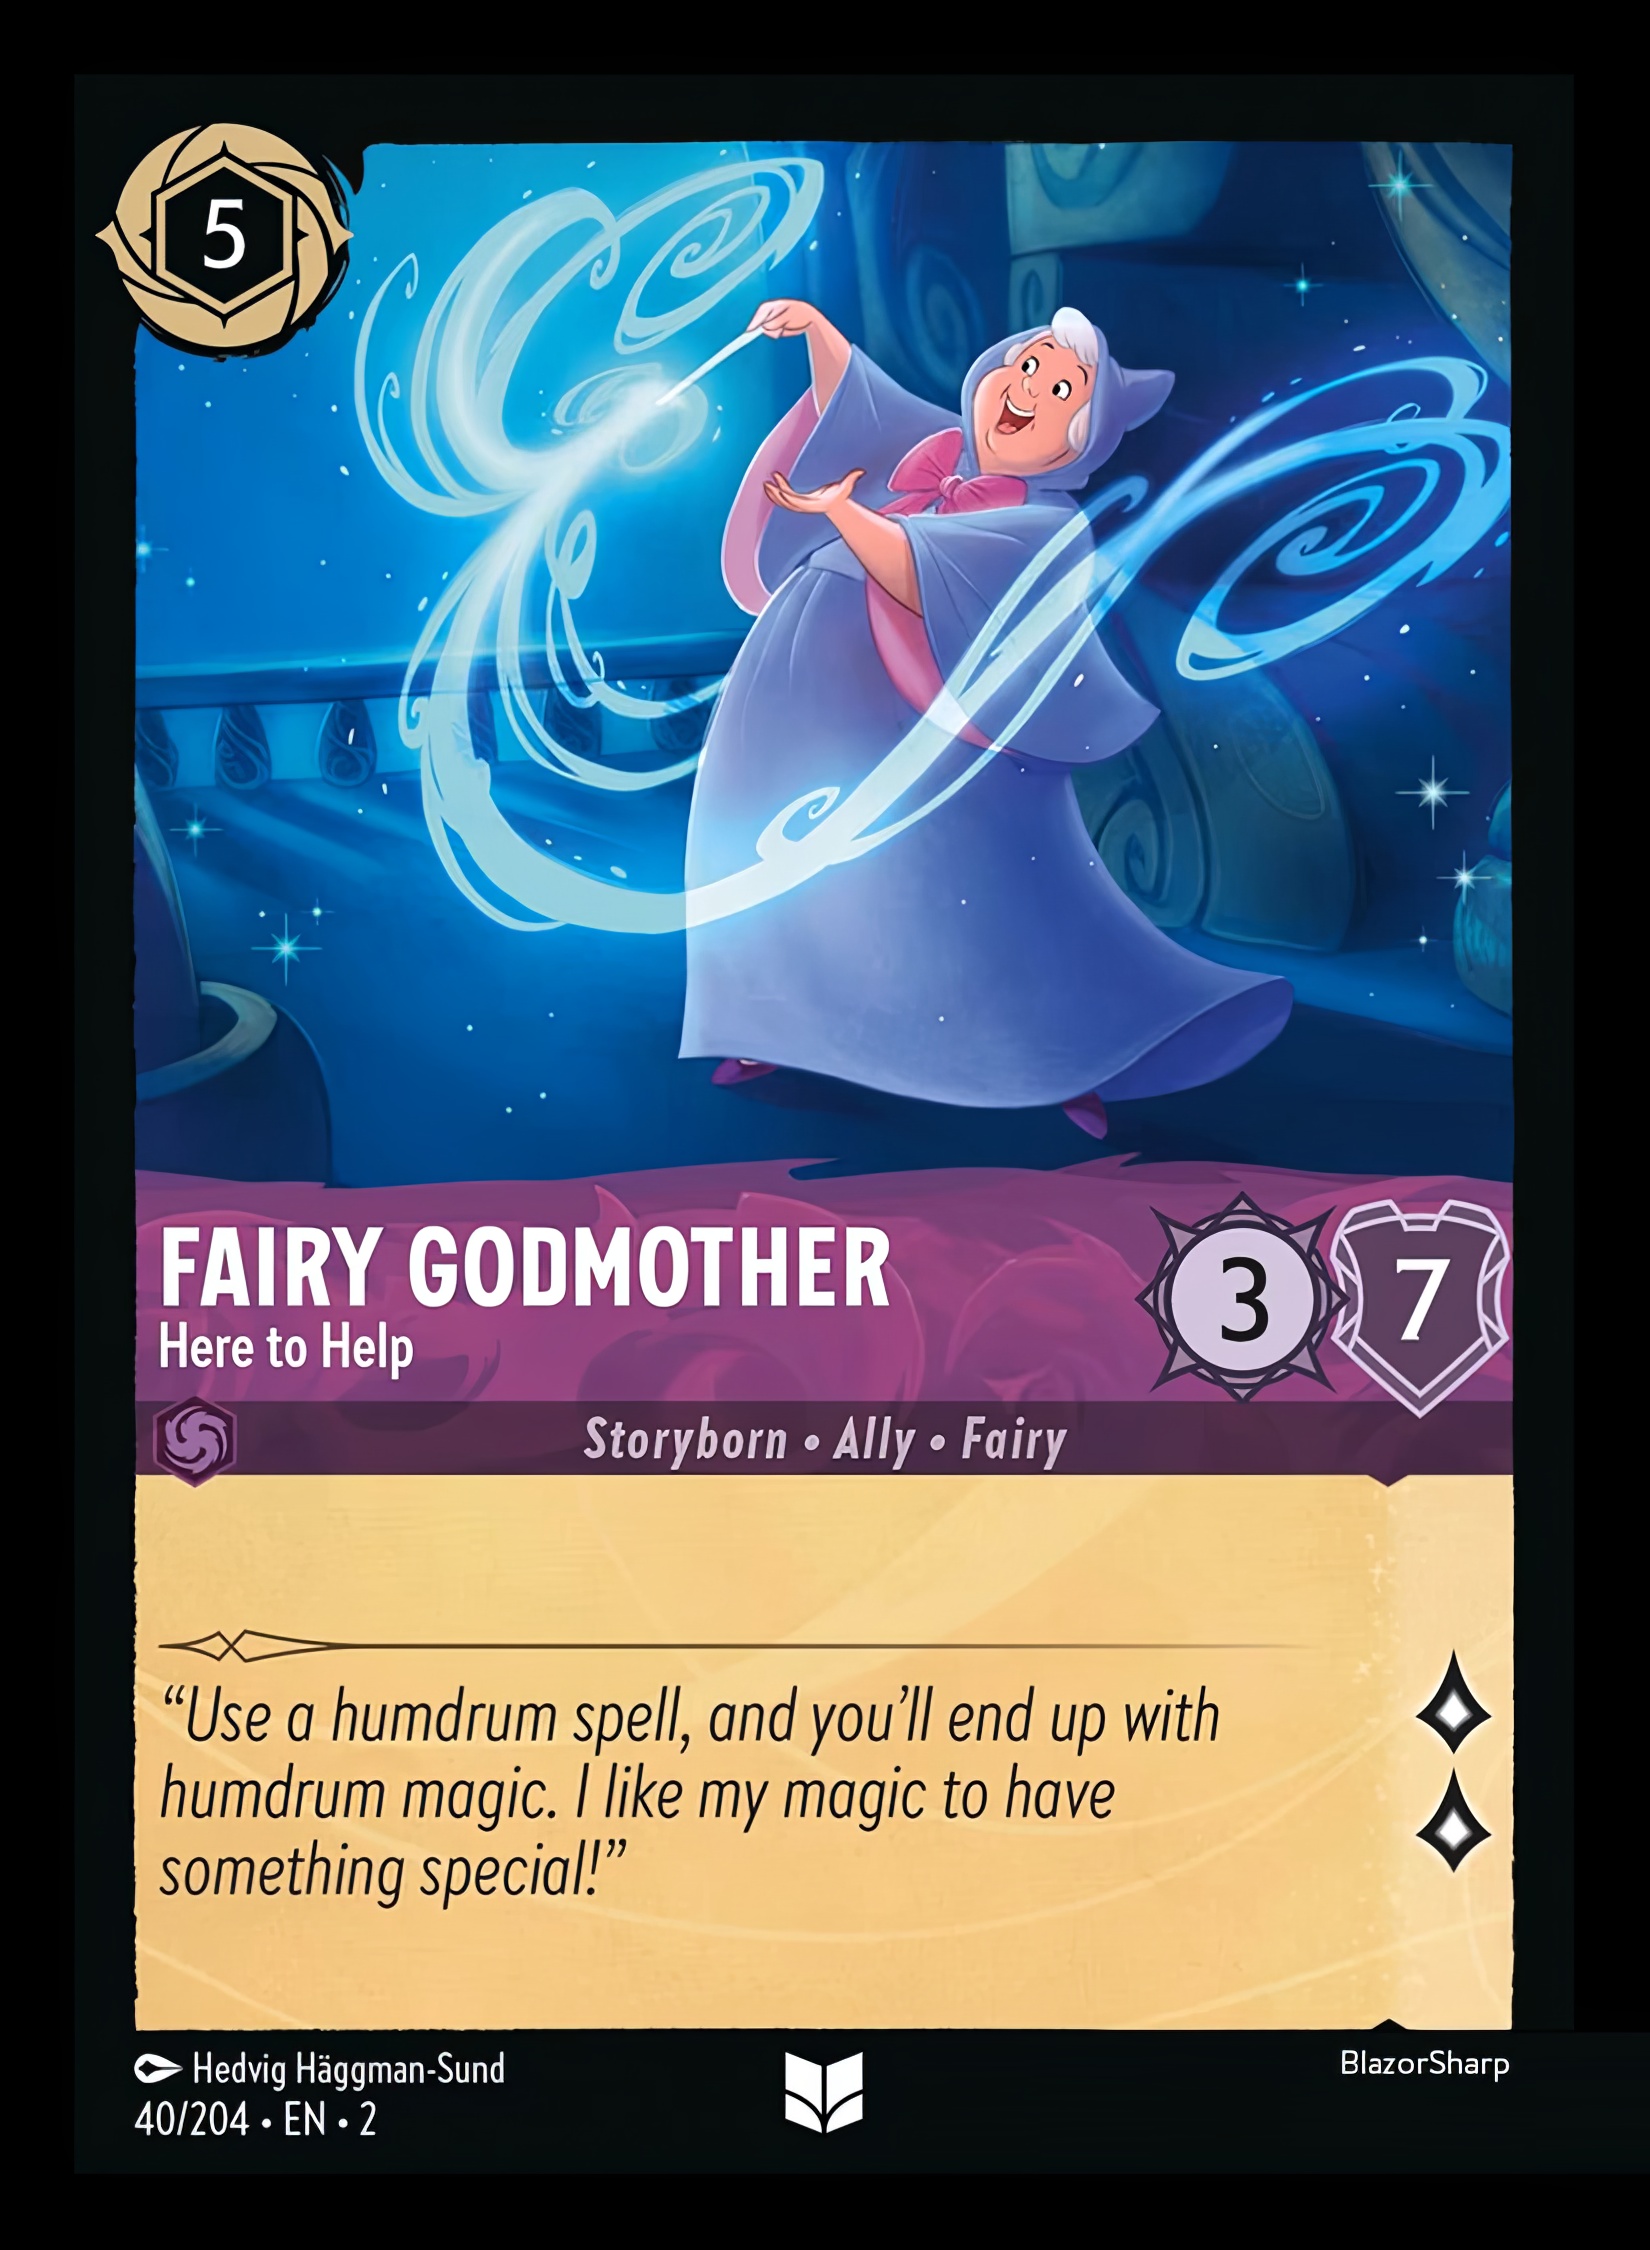 5
FAIRY GODMOTHER
Here to Help
3
7
Storyborn • Ally • Fairy
“Use a humdrum spell, and you’ll end up with
humdrum magic. I like my magic to have
something special!”
Hedvig Häggman-Sund
BlazorSharp
40/204 • EN • 2